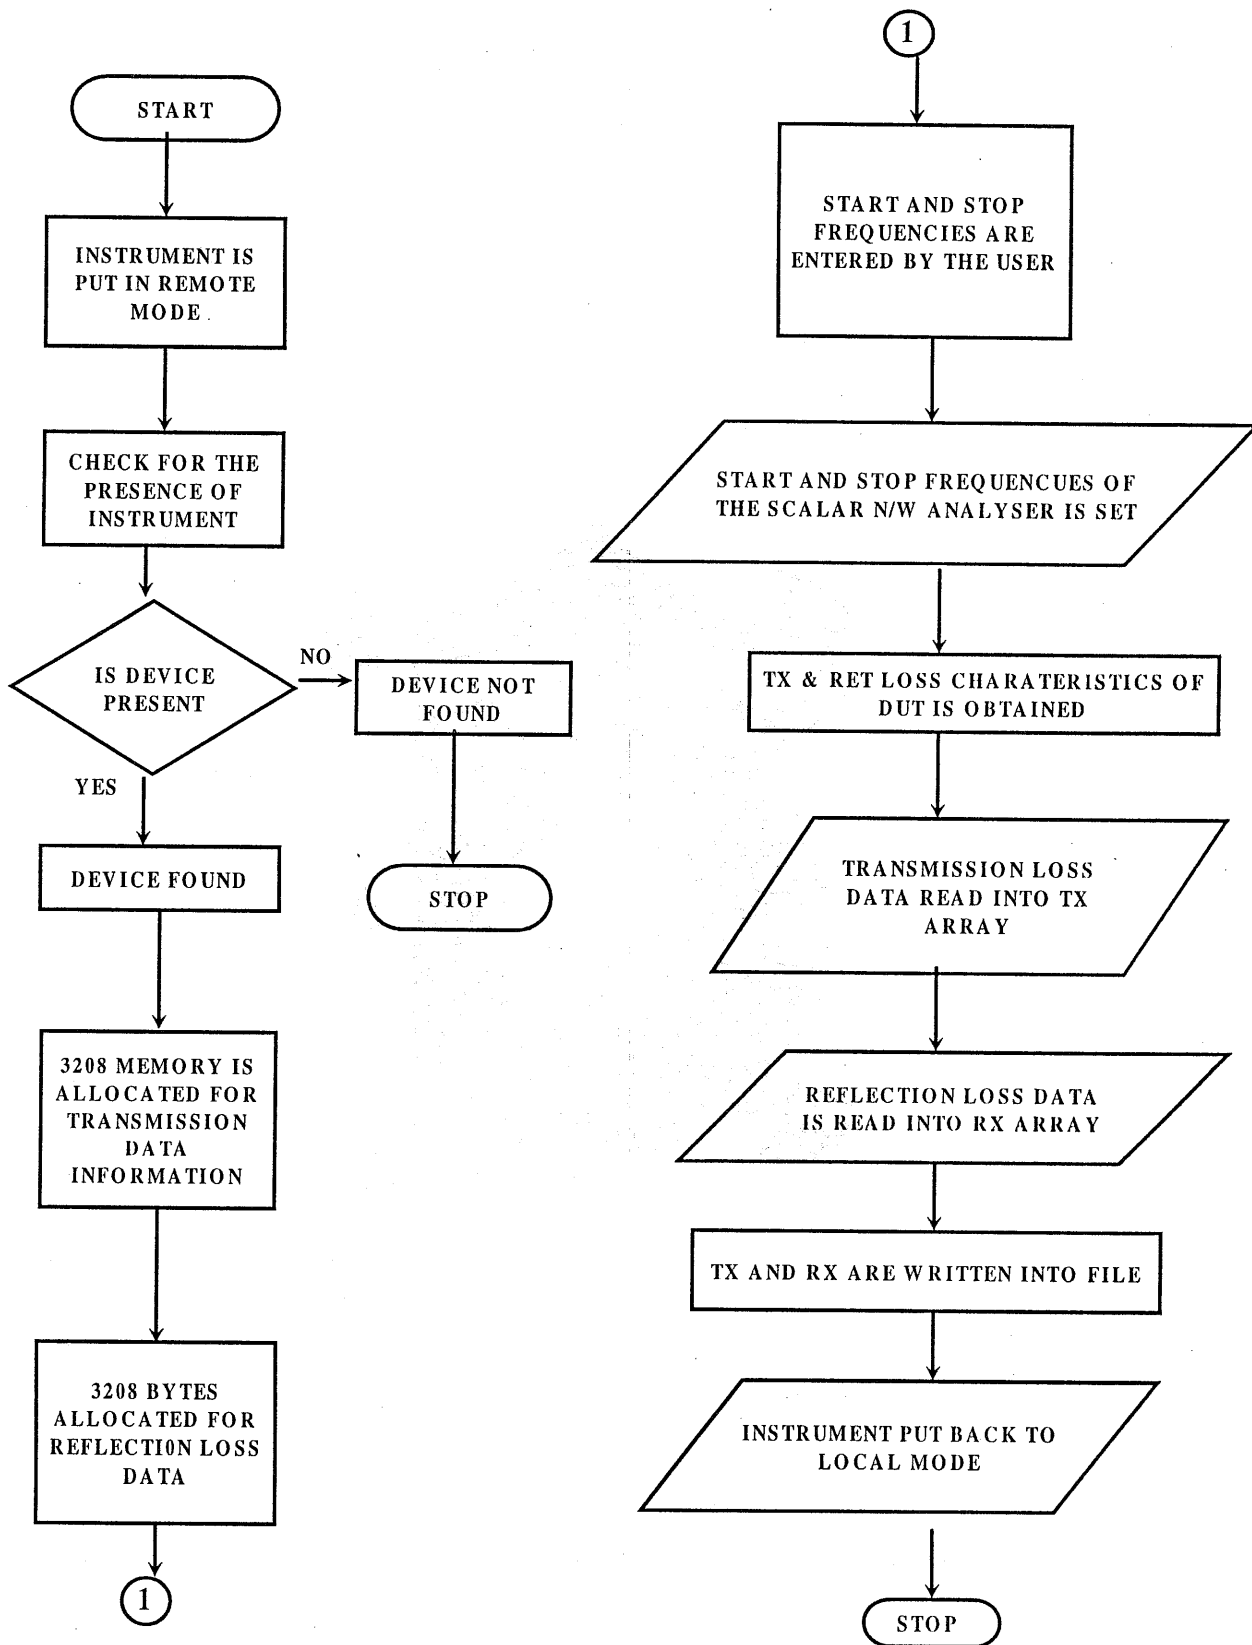 START
INSTRUMENT IS
PUT IN REMOTE
MODE .
CHECK FOR THE
PRESENCE OF
INSTRUMENT
IS DEVICE
PRESENT
NO
DEVICE NOT
FOUND
STOP
YES
DEVICE FOUND
3208 MEMORY IS
ALLOCATED FOR
TRANSMISSION
DATA
INFORMATION
3208 BYTES
ALLOCATED FOR
REFLECTION LOSS
DATA
1
1
START AND STOP
FREQUENCIES ARE
ENTERED BY THE USER
START AND STOP FREQUENCUES OF
THE SCALAR N/W ANALYSER IS SET
TX & RET LOSS CHARATERISTICS OF
DUT IS OBTAINED
TRANSMISSION LOSS
DATA READ INTO TX
ARRAY
REFLECTION LOSS DATA
IS READ INTO RX ARRAY
TX AND RX ARE WRITTEN INTO FILE
INSTRUMENT PUT BACK TO
LOCAL MODE
STOP